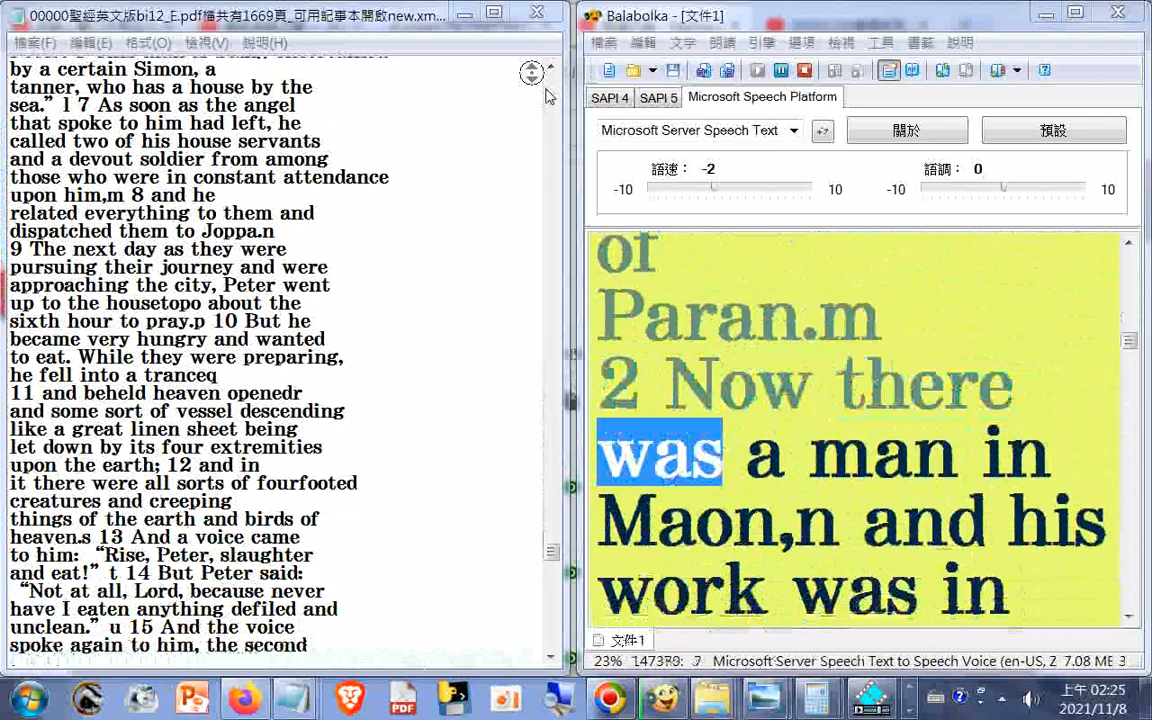 00000聖經英文版bi12_E.pdf檔共有1669頁_可用記事本開啟new.xm...
檔案(F) 編輯(E) 格式(O) 檢視(V) 說明(H)
by a certain Simon, a
tanner, who has a house by the
sea.” l 7 As soon as the angel
that spoke to him had left, he
called two of his house servants
and a devout soldier from among
those who were in constant attendance
upon him,m 8 and he
related everything to them and
dispatched them to Joppa.n
9 The next day as they were
pursuing their journey and were
approaching the city, Peter went
up to the housetopo about the
sixth hour to pray.p 10 But he
became very hungry and wanted
to eat. While they were preparing,
he fell into a tranceq
11 and beheld heaven openedr
and some sort of vessel descending
like a great linen sheet being
let down by its four extremities
upon the earth; 12 and in
it there were all sorts of fourfooted
creatures and creeping
things of the earth and birds of
heaven.s 13 And a voice came
to him: “Rise, Peter, slaughter
and eat!” t 14 But Peter said:
“Not at all, Lord, because never
have I eaten anything defiled and
unclean.” u 15 And the voice
spoke again to him, the second
Balabolka - [文件1]
檔案 編輯 文字 朗讀 引擎 選項 檢視 工具 書籤 說明
SAPI 4 SAPI 5 Microsoft Speech Platform
Microsoft Server Speech Text 關於 預設
語速: -2 語調: 0
-10 10 -10 10
of
Paran.m
2 Now there
was a man in
Maon,n and his
work was in
文件1
23% Microsoft Server Speech Text to Speech Voice (en-US, Z 7.08 MB
PDF
上午 02:25
2021/11/8